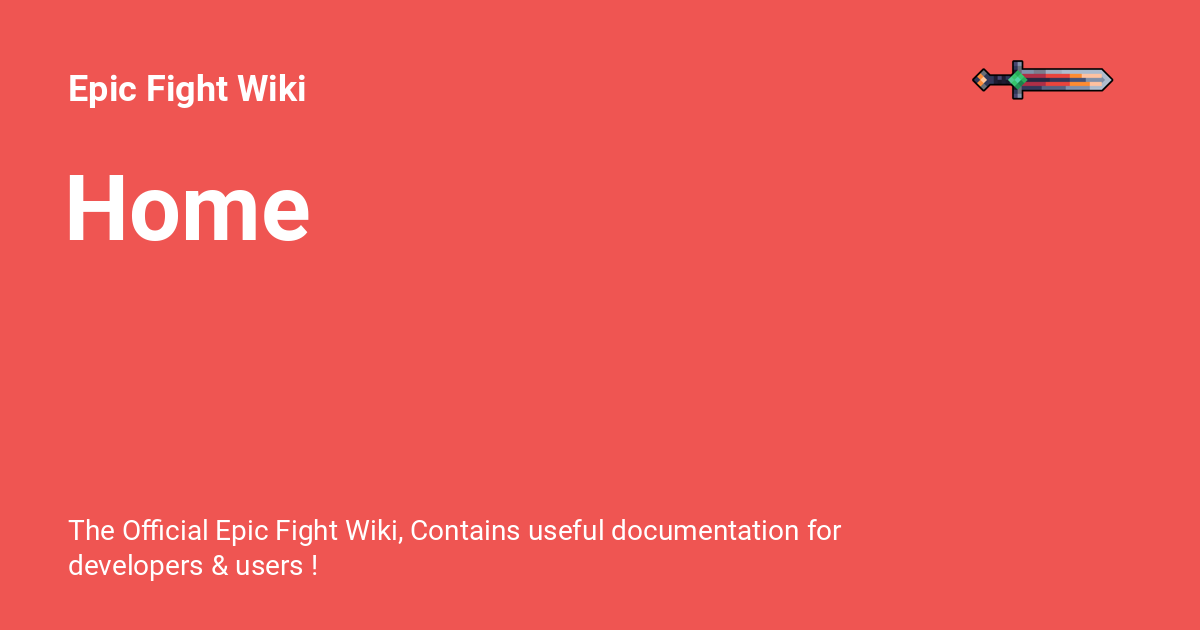 Epic Fight Wiki
Home
The Official Epic Fight Wiki, Contains useful documentation for
developers & users !